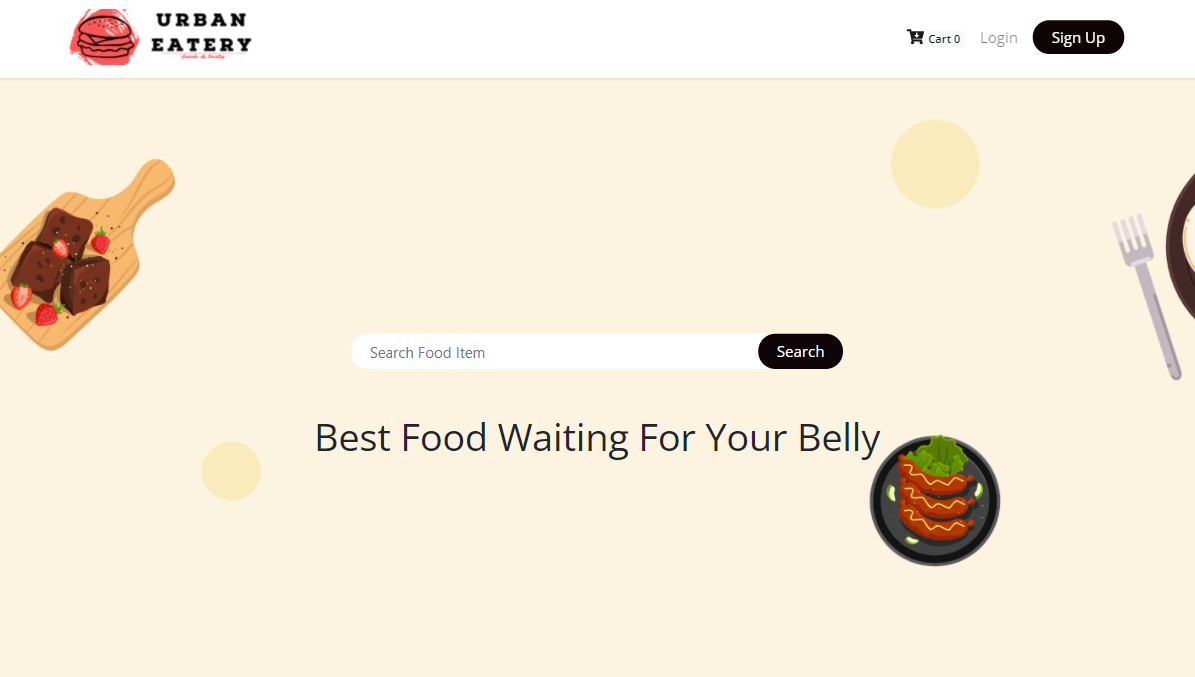 URBAN
EATERY
Cart 0
Login
Sign Up
Search Food Item
Search
Best Food Waiting For Your Belly